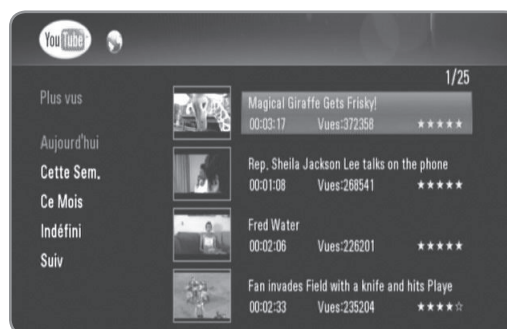 YouTube
1/25
Plus vus
Aujourd'hui
Cette Sem.
Ce Mois
Indéfini
Suiv
Magical Giraffe Gets Frisky!
00:03:17 Vues:372358 ★★★★★
Rep. Sheila Jackson Lee talks on the phone
00:01:08 Vues:268541 ★★★★★
Fred Water
00:02:06 Vues:226201 ★★★★★
Fan invades Field with a knife and hits Playe
00:02:33 Vues:235204 ★★★★☆